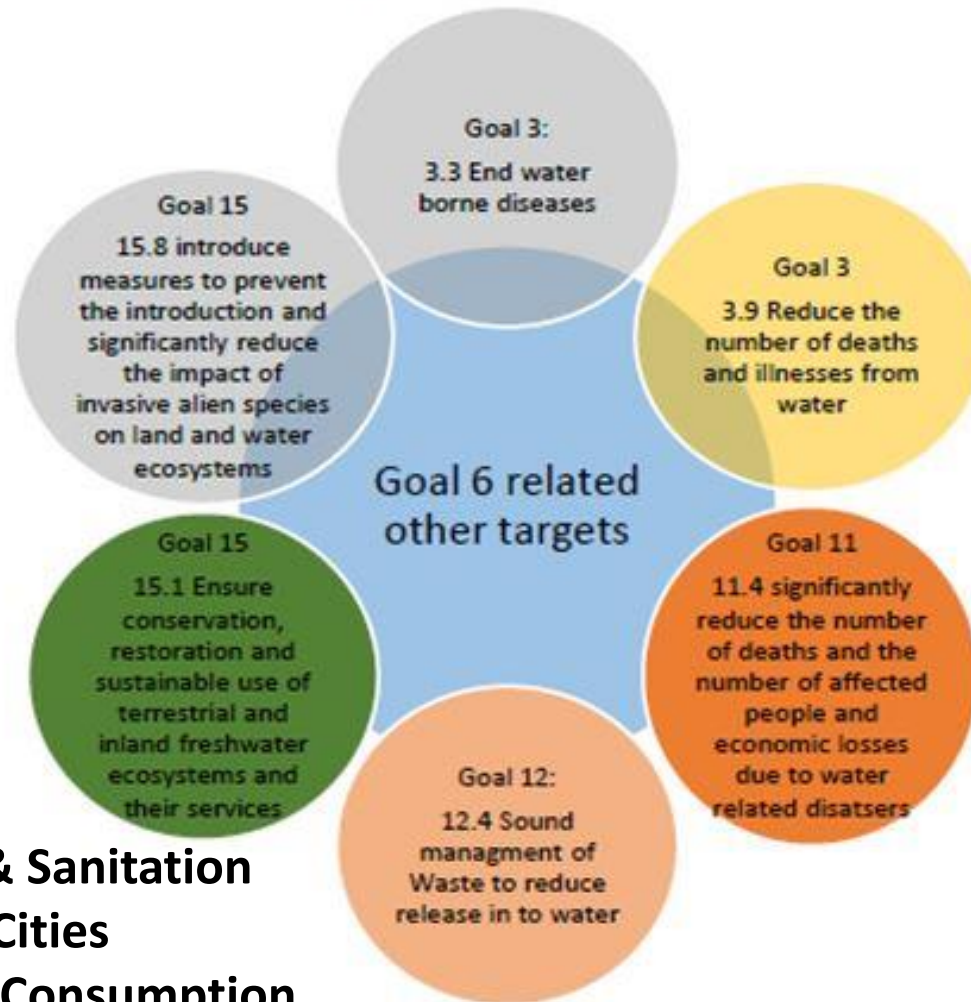 Goal 3:
3.3 End water
borne diseases
Goal 15
15.8 introduce
measures to prevent
the introduction and
significantly reduce
the impact of
invasive alien species
on land and water
ecosystems
Goal 3
3.9 Reduce the
number of deaths
and illnesses from
water
Goal 6 related
other targets
Goal 15
15.1 Ensure
conservation,
restoration and
sustainable use of
terrestrial and
inland freshwater
ecosystems and
their services
Goal 11
11.4 significantly
reduce the number
of deaths and the
number of affected
people and
economic losses
due to water
related disatsers
Goal 12:
12.4 Sound
managment of
Waste to reduce
release in to water
& Sanitation
Cities
Consumption